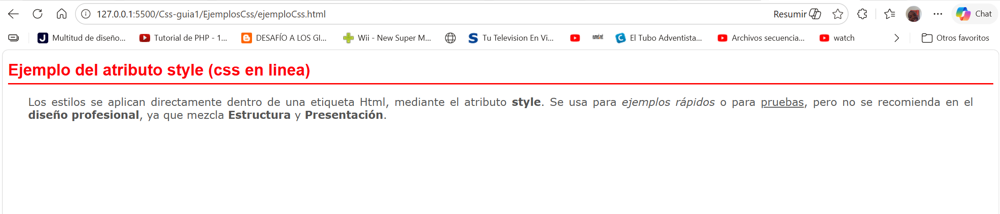 127.0.0.1:5500/Css-guia1/EjemplosCss/ejemploCss.html Resumir Chat
Multitud de diseño... Tutorial de PHP - 1... DESAFÍO A LOS GI... Wii - New Super M... Tu Television En Vi... El Tubo Adventista... Archivos secuencia... watch Otros favoritos
Ejemplo del atributo style (css en linea)
Los estilos se aplican directamente dentro de una etiqueta Html, mediante el atributo style. Se usa para ejemplos rápidos o para pruebas, pero no se recomienda en el
diseño profesional, ya que mezcla Estructura y Presentación.